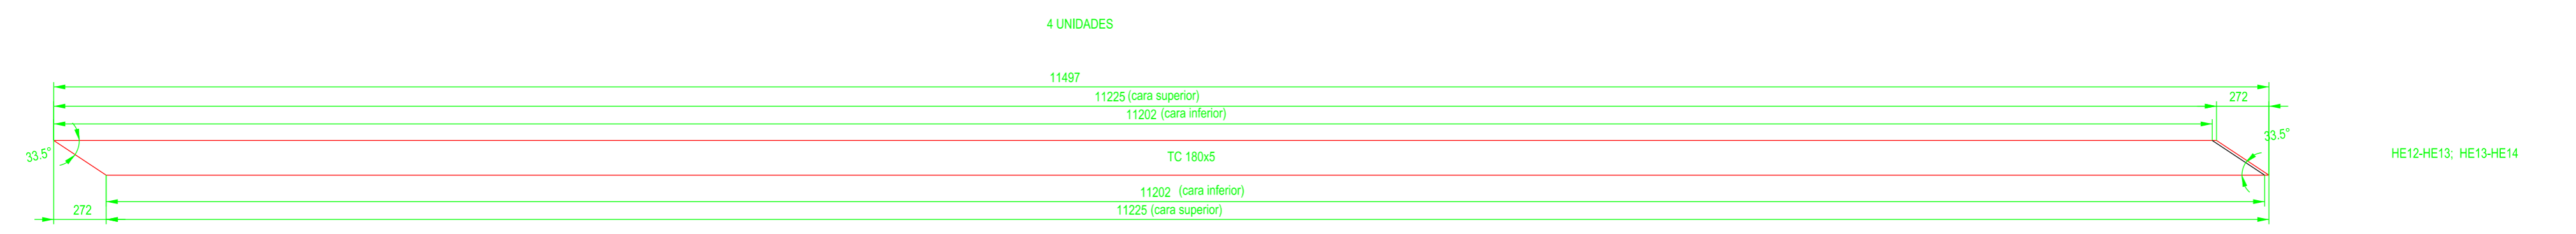 4 UNIDADES
11497
11225 (cara superior)
272
11202 (cara inferior)
33.5°
33.5°
TC 180x5
HE12-HE13; HE13-HE14
11202 (cara inferior)
272
11225 (cara superior)